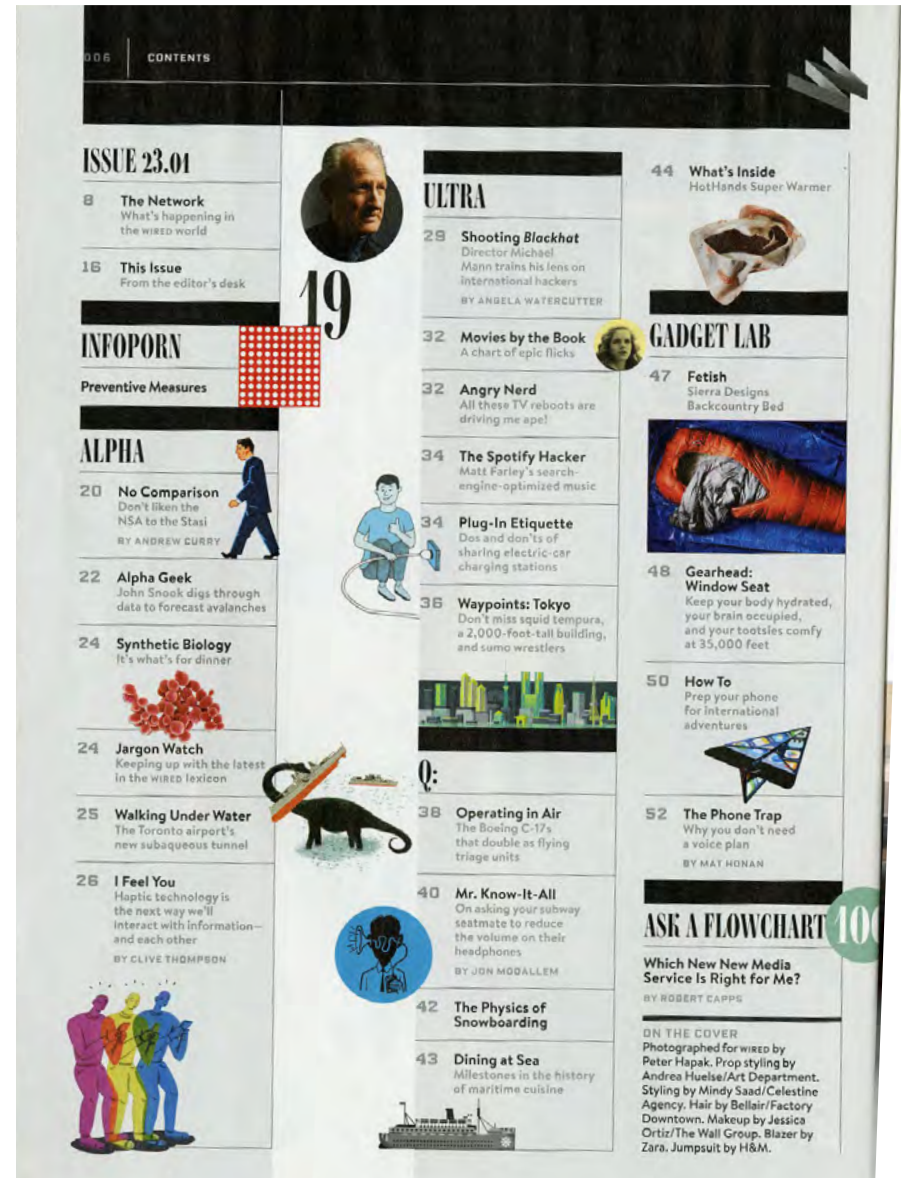 006
CONTENTS
ISSUE 23.01
8 The Network
What's happening in
the WIRED world
16 This Issue
From the editor's desk
19
INFOPORN
Preventive Measures
ALPHA
20 No Comparison
Don't liken the
NSA to the Stasi
BY ANDREW CURRY
22 Alpha Geek
John Snook digs through
data to forecast avalanches
24 Synthetic Biology
It's what's for dinner
24 Jargon Watch
Keeping up with the latest
in the WIRED lexicon
25 Walking Under Water
The Toronto airport's
new subaqueous tunnel
26 I Feel You
Haptic technology is
the next way we'll
interact with information—
and each other
BY CLIVE THOMPSON
ULTRA
29 Shooting Blackhat
Director Michael
Mann trains his lens on
international hackers
BY ANGELA WATERCUTTER
32 Movies by the Book
A chart of epic flicks
32 Angry Nerd
All these TV reboots are
driving me ape!
34 The Spotify Hacker
Matt Farley's search-
engine-optimized music
34 Plug-In Etiquette
Dos and don'ts of
sharing electric-car
charging stations
36 Waypoints: Tokyo
Don't miss squid tempura,
a 2,000-foot-tall building,
and sumo wrestlers
Q:
38 Operating in Air
The Boeing C-17s
that double as flying
triage units
40 Mr. Know-It-All
On asking your subway
seatmate to reduce
the volume on their
headphones
BY JON MOOALLEM
42 The Physics of
Snowboarding
43 Dining at Sea
Milestones in the history
of maritime cuisine
44 What's Inside
HotHands Super Warmer
GADGET LAB
47 Fetish
Sierra Designs
Backcountry Bed
48 Gearhead:
Window Seat
Keep your body hydrated,
your brain occupied,
and your tootsies comfy
at 35,000 feet
50 How To
Prep your phone
for international
adventures
52 The Phone Trap
Why you don't need
a voice plan
BY MAT HONAN
ASK A FLOWCHART 100
Which New New Media
Service Is Right for Me?
BY ROBERT CAPPS
ON THE COVER
Photographed for WIRED by
Peter Hapak. Prop styling by
Andrea Huelse/Art Department.
Styling by Mindy Saad/Celestine
Agency. Hair by Bellair/Factory
Downtown. Makeup by Jessica
Ortiz/The Wall Group. Blazer by
Zara. Jumpsuit by H&M.